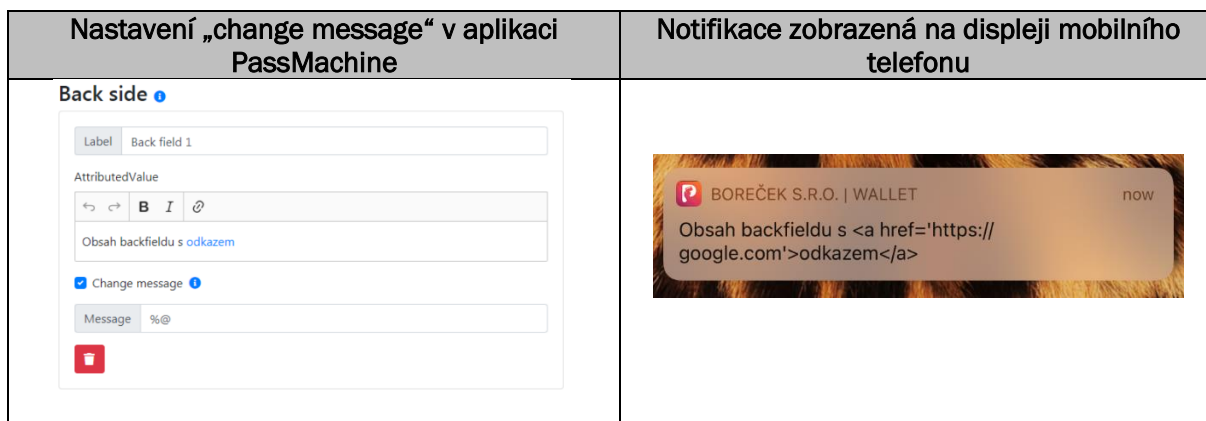 Nastavení „change message“ v aplikaci
PassMachine
Notifikace zobrazená na displeji mobilního
telefonu
Back side
Label Back field 1
AttributedValue
B I
Obsah backfieldu s odkazem
Change message
Message %@
BOREČEK S.R.O. | WALLET now
Obsah backfieldu s <a href='https://
google.com'>odkazem</a>